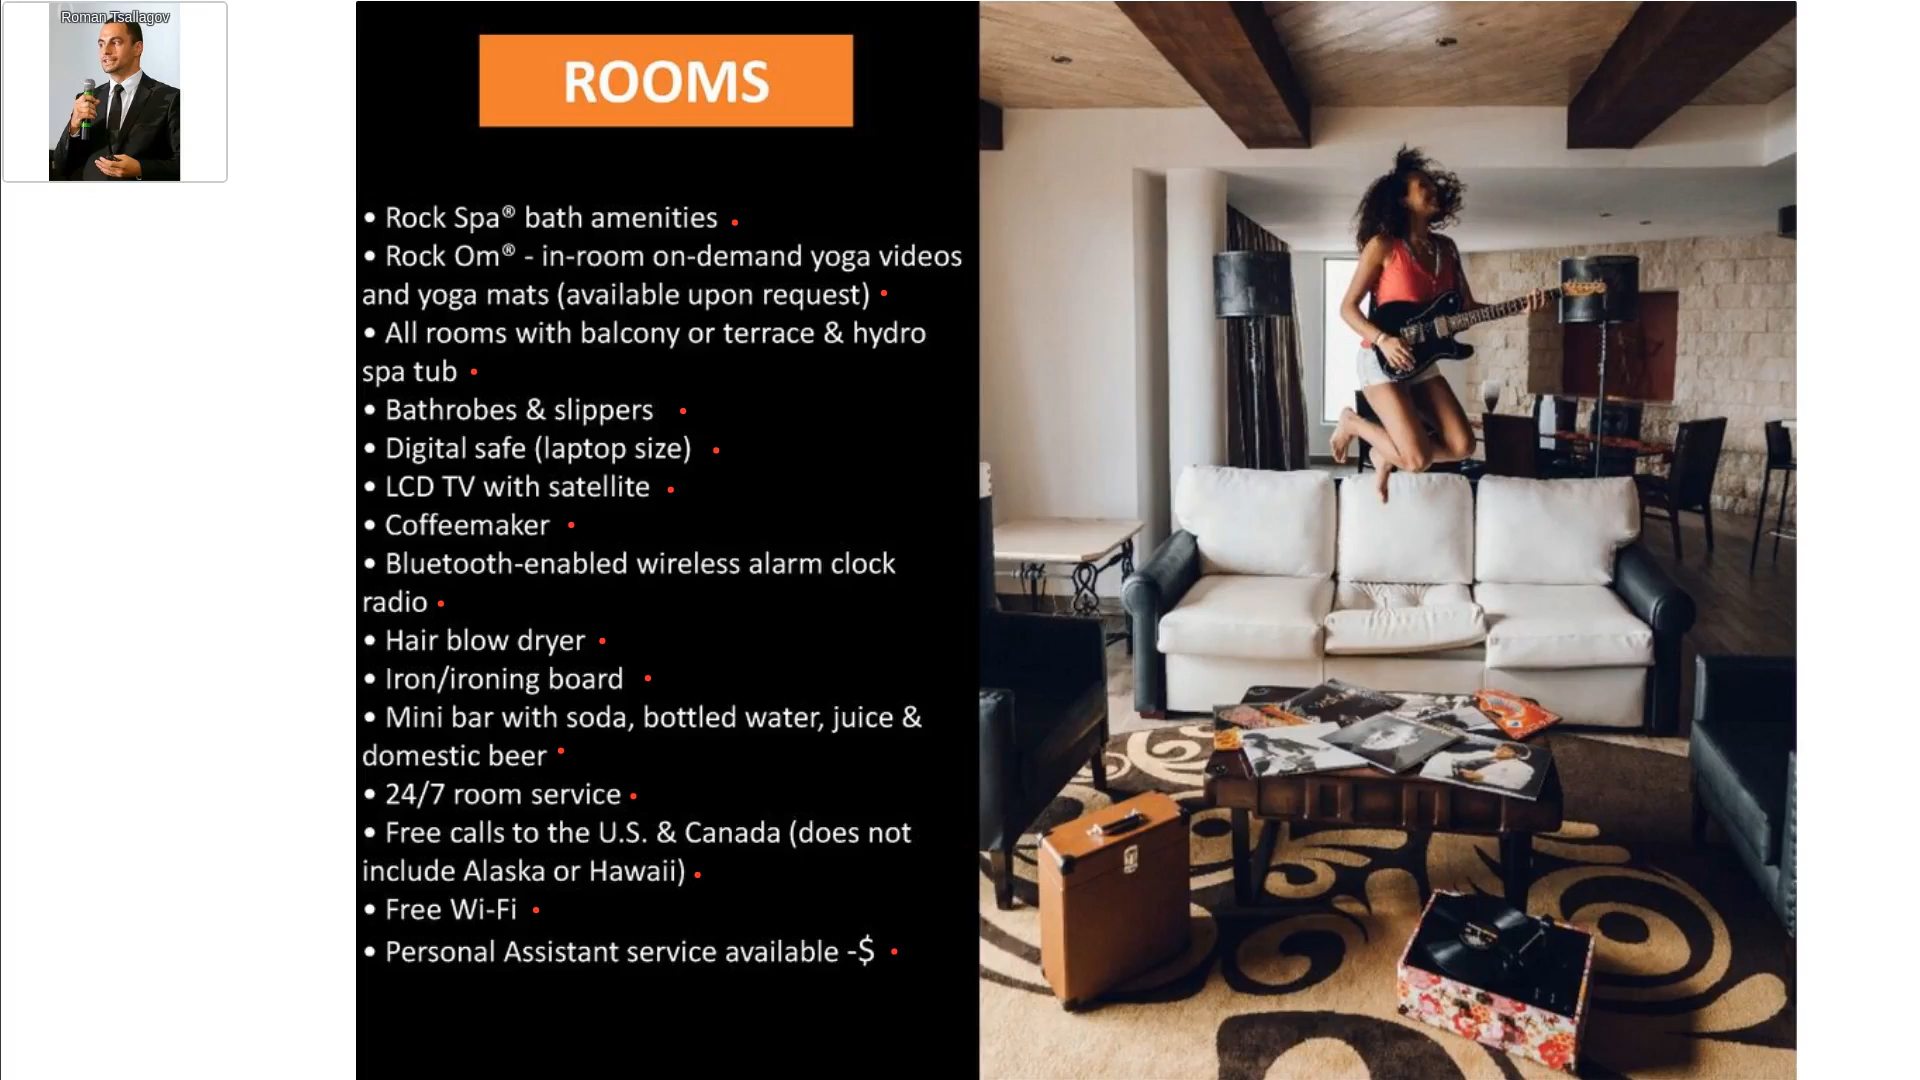 Roman Tsallagov
ROOMS
• Rock Spa® bath amenities
• Rock Om® - in-room on-demand yoga videos
and yoga mats (available upon request)
• All rooms with balcony or terrace & hydro
spa tub
• Bathrobes & slippers
• Digital safe (laptop size)
• LCD TV with satellite
• Coffeemaker
• Bluetooth-enabled wireless alarm clock
radio
• Hair blow dryer
• Iron/ironing board
• Mini bar with soda, bottled water, juice &
domestic beer
• 24/7 room service
• Free calls to the U.S. & Canada (does not
include Alaska or Hawaii)
• Free Wi-Fi
• Personal Assistant service available -$